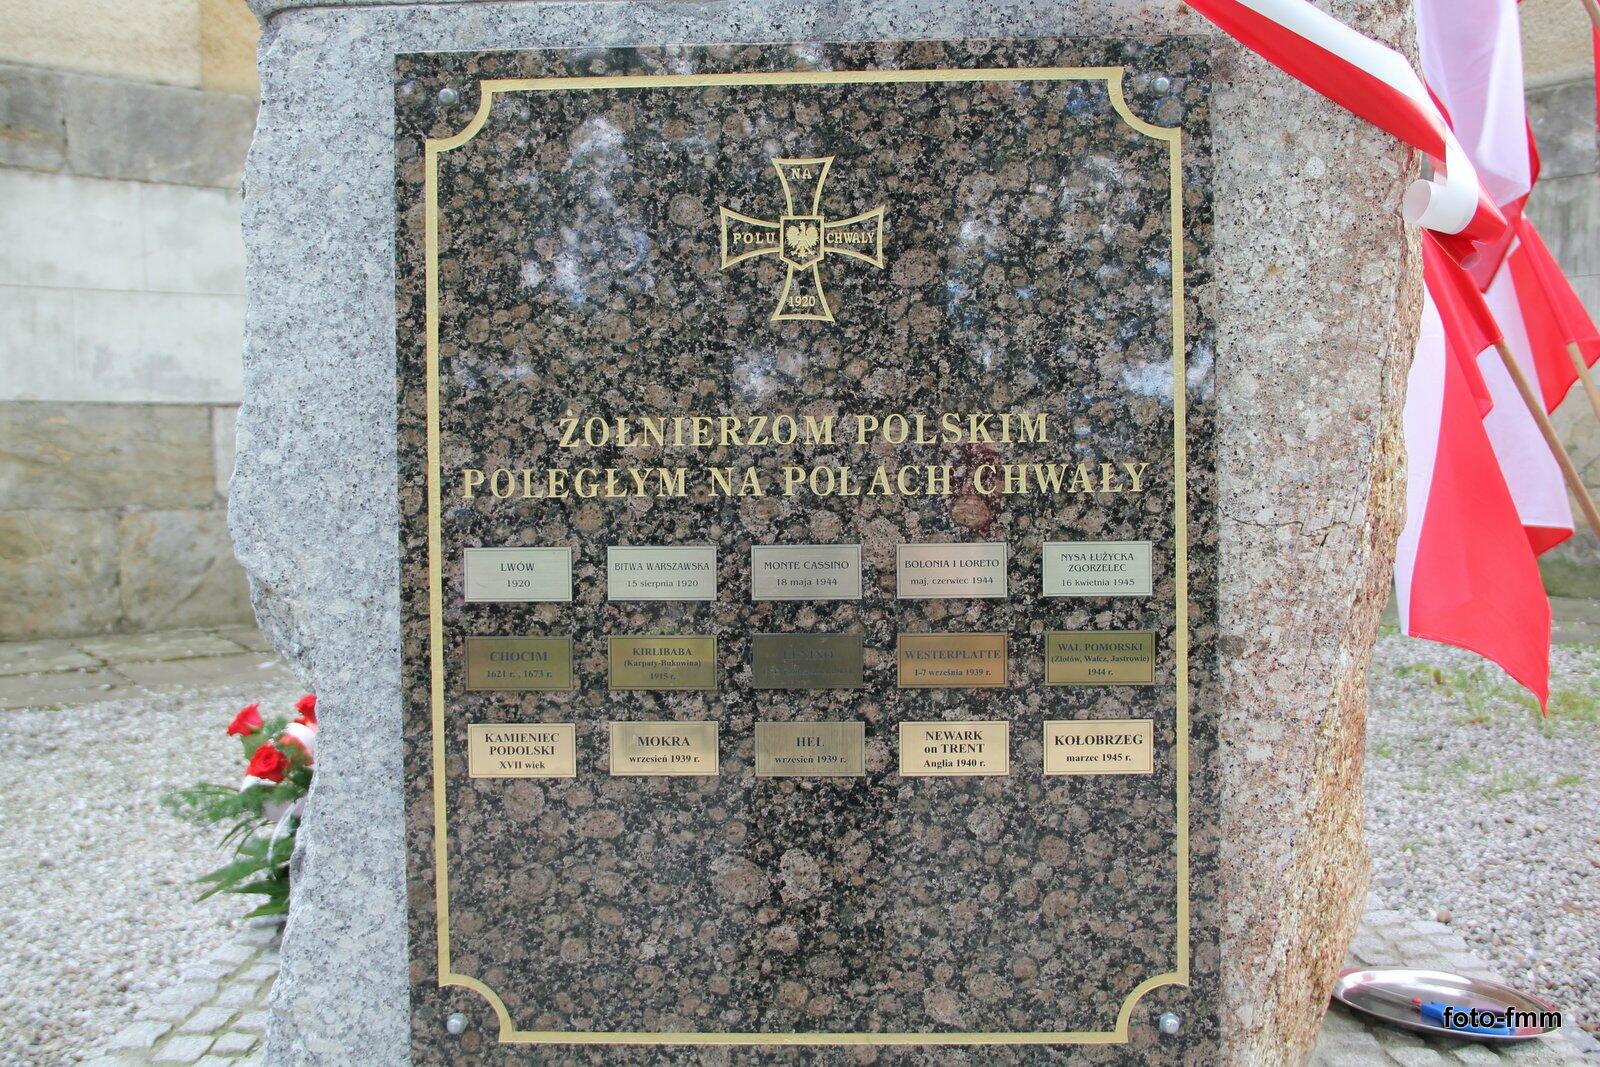 NA
POLU CHWAŁY
1920
ŻOŁNIERZOM POLSKIM
POLEGŁYM NA POLACH CHWAŁY
LWÓW
1920
BITWA WARSZAWSKA
15 sierpnia 1920
MONTE CASSINO
18 maja 1944
BOLONIA I LORETO
maj. czerwiec 1944
NYSA ŁUŻYCKA
ZGORZELEC
16 kwietnia 1945
CHOCIM
1621 r. , 1673 r.
KIRLIBABA
(Karpaty-Bukowina)
1915 r.
LENINO
WESTERPLATTE
1-7 września 1939 r.
WAŁ POMORSKI
(Złotów, Wałcz, Jastrowie)
1944 r.
KAMIENIEC
PODOLSKI
XVII wiek
MOKRA
wrzesień 1939 r.
HEL
wrzesień 1939 r.
NEWARK
on TRENT
Anglia 1940 r.
KOŁOBRZEG
marzec 1945 r.
foto-fmm